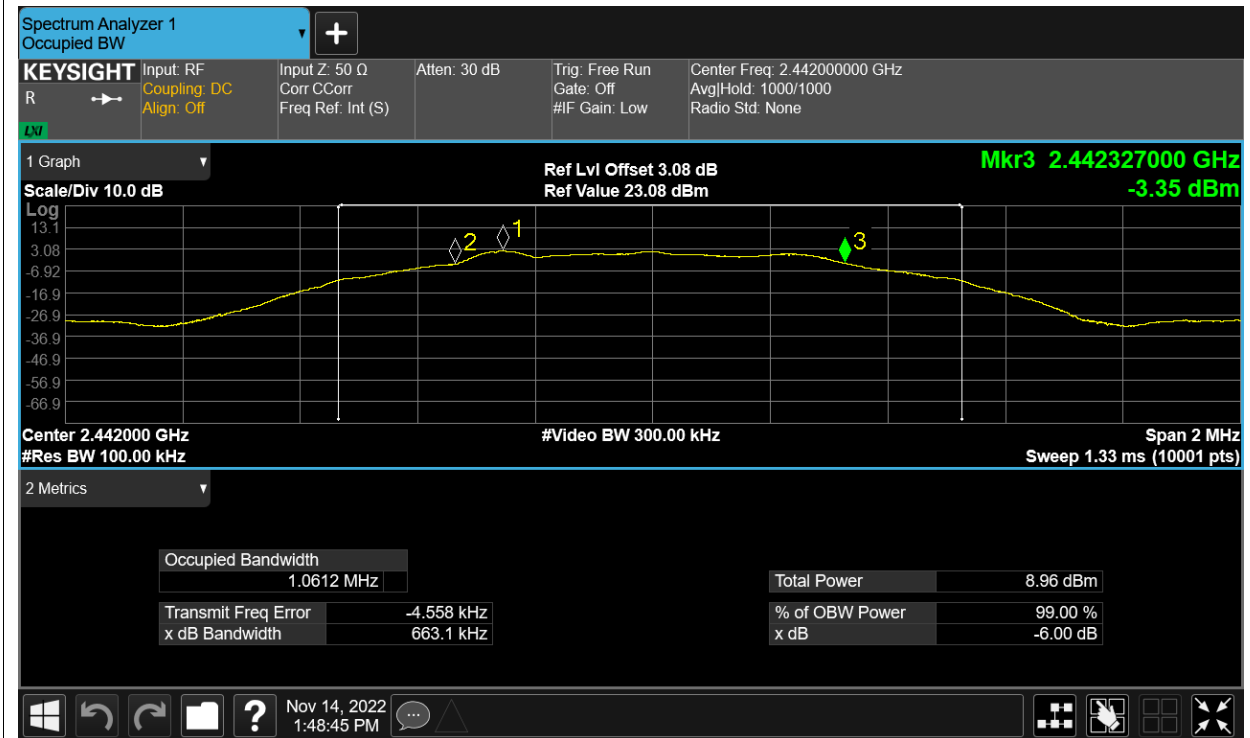 Spectrum Analyzer 1
Occupied BW
KEYSIGHT
R
LXI
Input: RF
Coupling: DC
Align: Off
Input Z: 50 Ω
Corr CCorr
Freq Ref: Int (S)
Atten: 30 dB
Trig: Free Run
Gate: Off
#IF Gain: Low
Center Freq: 2.442000000 GHz
Avg|Hold: 1000/1000
Radio Std: None
1 Graph
Scale/Div 10.0 dB
Ref Lvl Offset 3.08 dB
Ref Value 23.08 dBm
Mkr3 2.442327000 GHz
-3.35 dBm
Log
13.1
3.08
-6.92
-16.9
-26.9
-36.9
-46.9
-56.9
-66.9
2
1
3
Center 2.442000 GHz
#Video BW 300.00 kHz
Span 2 MHz
#Res BW 100.00 kHz
Sweep 1.33 ms (10001 pts)
2 Metrics
Occupied Bandwidth
1.0612 MHz
Total Power 8.96 dBm
Transmit Freq Error -4.558 kHz
% of OBW Power 99.00 %
x dB Bandwidth 663.1 kHz
x dB -6.00 dB
?
Nov 14, 2022
1:48:45 PM